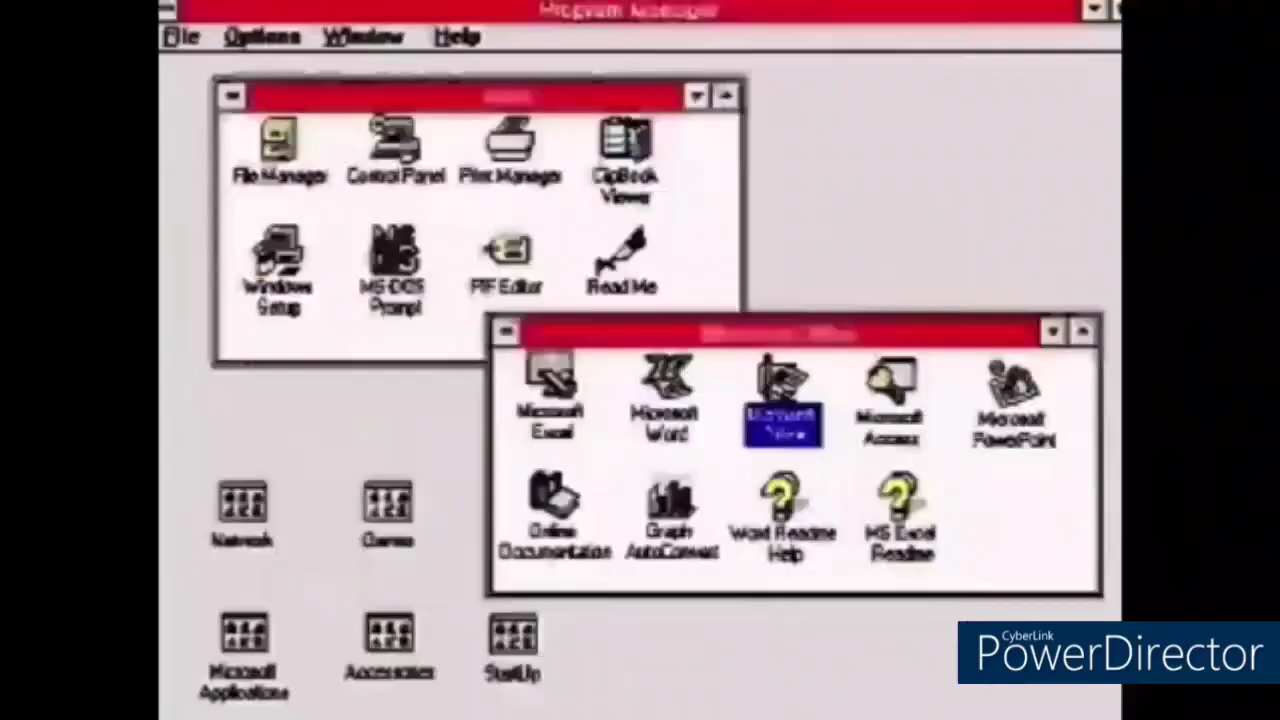 Program Manager
File Options Window Help
File Manager
Control Panel
Print Manager
ClipBook
Viewer
Windows
Setup
MS-DOS
Prompt
PIF Editor
Read Me
Microsoft
Excel
Microsoft
Word
Microsoft
Microsoft
Access
Microsoft
PowerPoint
Online
Documentation
Graph
AutoConvert
Word Readme
Help
MS Excel
Readme
Network
Games
Microsoft
Applications
Accessories
StartUp
CyberLink
PowerDirector